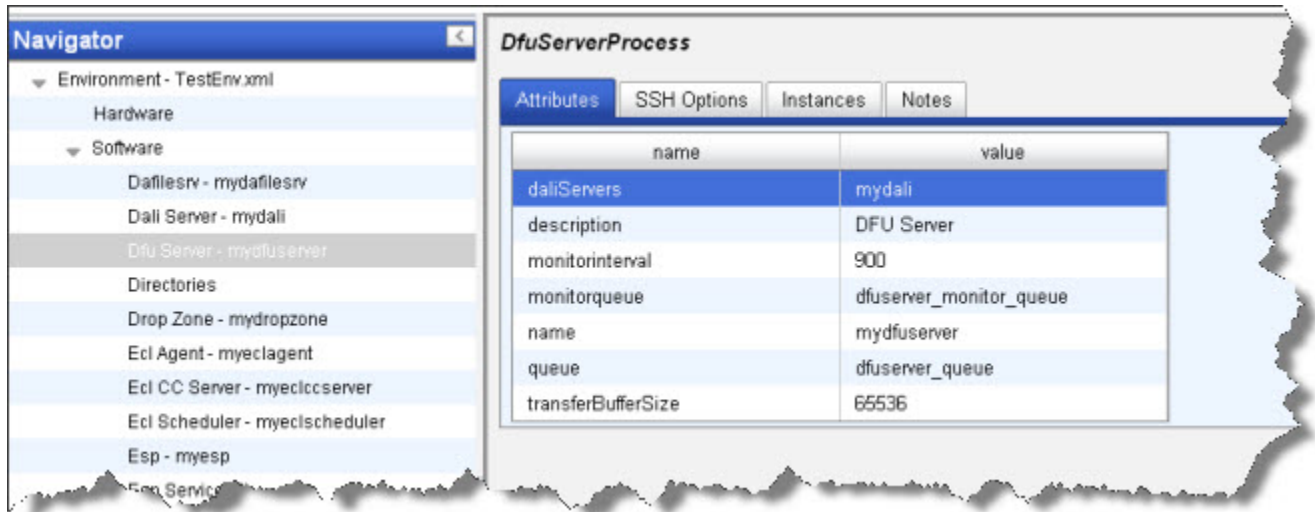 Navigator
Environment - TestEnv.xml
Hardware
Software
Dafilesrv - mydafilesrv
Dali Server - mydali
Dfu Server - mydfuserver
Directories
Drop Zone - mydropzone
Ecl Agent - myeclagent
Ecl CC Server - myeclccserver
Ecl Scheduler - myeclscheduler
Esp - myesp
DfuServerProcess
Attributes SSH Options Instances Notes
name value
daliServers mydali
description DFU Server
monitorinterval 900
monitorqueue dfuserver_monitor_queue
name mydfuserver
queue dfuserver_queue
transferBufferSize 65536